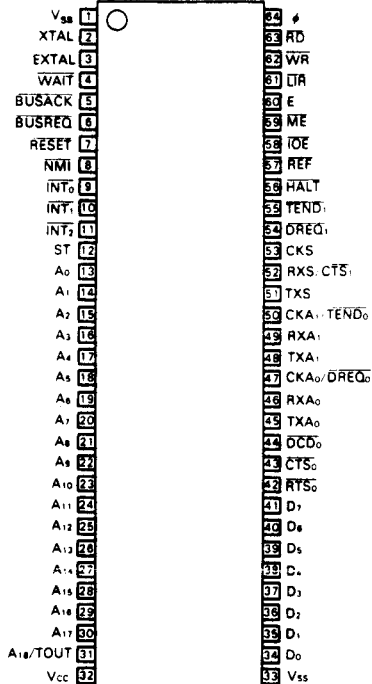 Vss 1 64 φ
XTAL 2 63 RD
EXTAL 3 62 WR
WAIT 4 61 LIR
BUSACK 5 60 E
BUSREQ 6 59 ME
RESET 7 58 IOE
NMI 8 57 REF
INT0 9 56 HALT
INT1 10 55 TEND1
INT2 11 54 DREQ1
ST 12 53 CKS
A0 13 52 RXS/CTS1
A1 14 51 TXS
A2 15 50 CKA1/TEND0
A3 16 49 RXA1
A4 17 48 TXA1
A5 18 47 CKA0/DREQ0
A6 19 46 RXA0
A7 20 45 TXA0
A8 21 44 DCD0
A9 22 43 CTS0
A10 23 42 RTS0
A11 24 41 D7
A12 25 40 D6
A13 26 39 D5
A14 27 38 D4
A15 28 37 D3
A16 29 36 D2
A17 30 35 D1
A18/TOUT 31 34 D0
Vcc 32 33 Vss